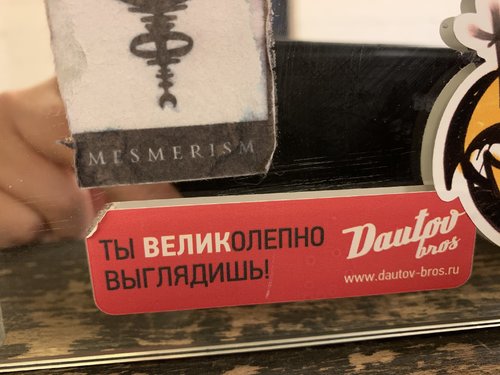 MESMERISM
ТЫ ВЕЛИКОЛЕПНО
ВЫГЛЯДИШЬ!
Dautov
bros
www.dautov-bros.ru